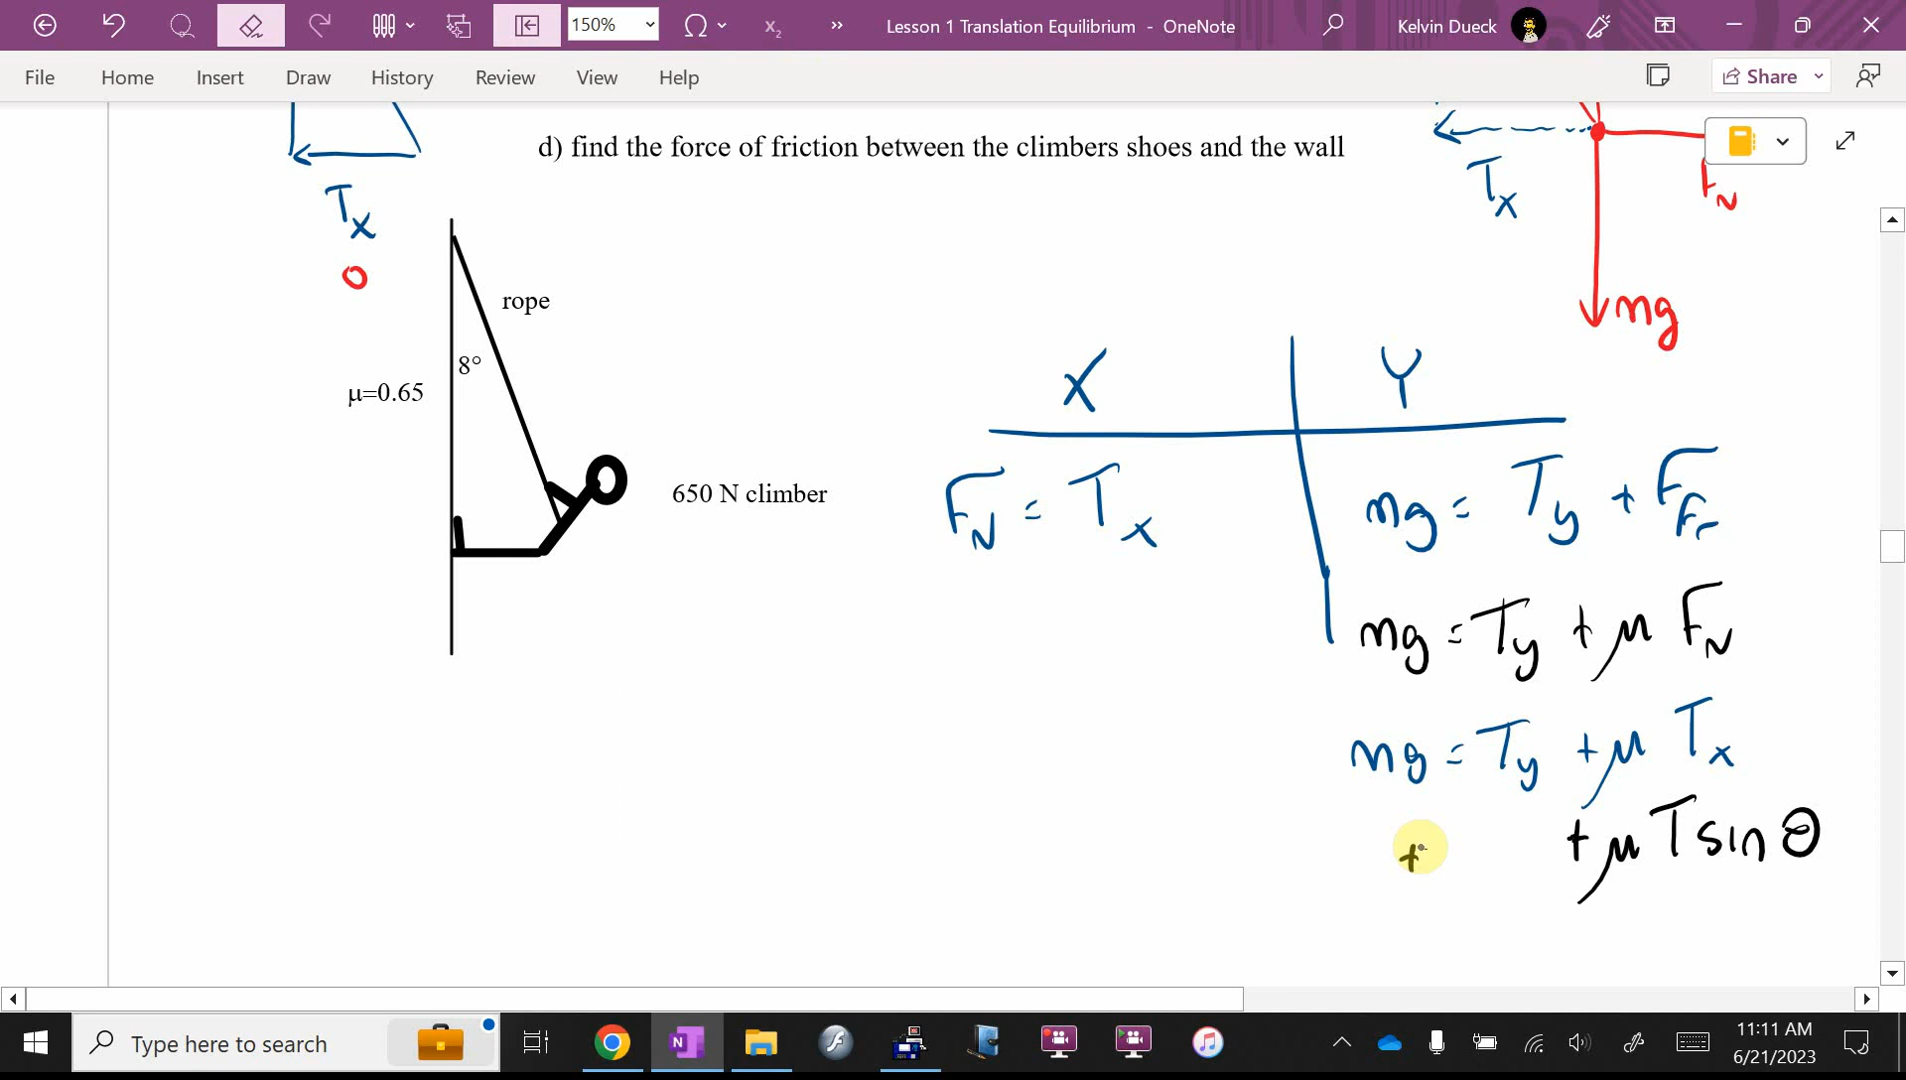 150%
Ω
x₂
»
Lesson 1 Translation Equilibrium - OneNote
Kelvin Dueck
File Home Insert Draw History Review View Help
Share
d) find the force of friction between the climbers shoes and the wall
Tx
O
Tx
FN
mg
rope
8°
μ=0.65
650 N climber
X Y
FN = Tx
mg = Ty + FFr
mg = Ty + μ FN
mg = Ty + μ Tx
+ + μ T sin θ
Type here to search
11:11 AM
6/21/2023